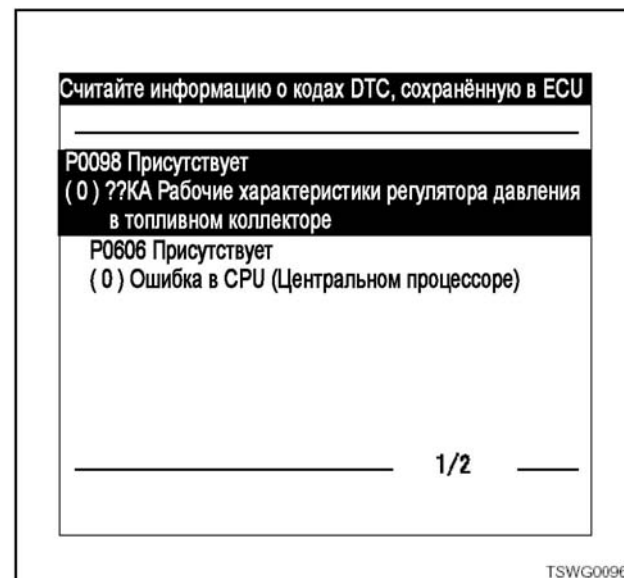 Считайте информацию о кодах DTC, сохранённую в ECU
P0098 Присутствует
( 0 ) ??КА Рабочие характеристики регулятора давления
в топливном коллекторе
P0606 Присутствует
( 0 ) Ошибка в CPU (Центральном процессоре)
1/2
TSWG0096